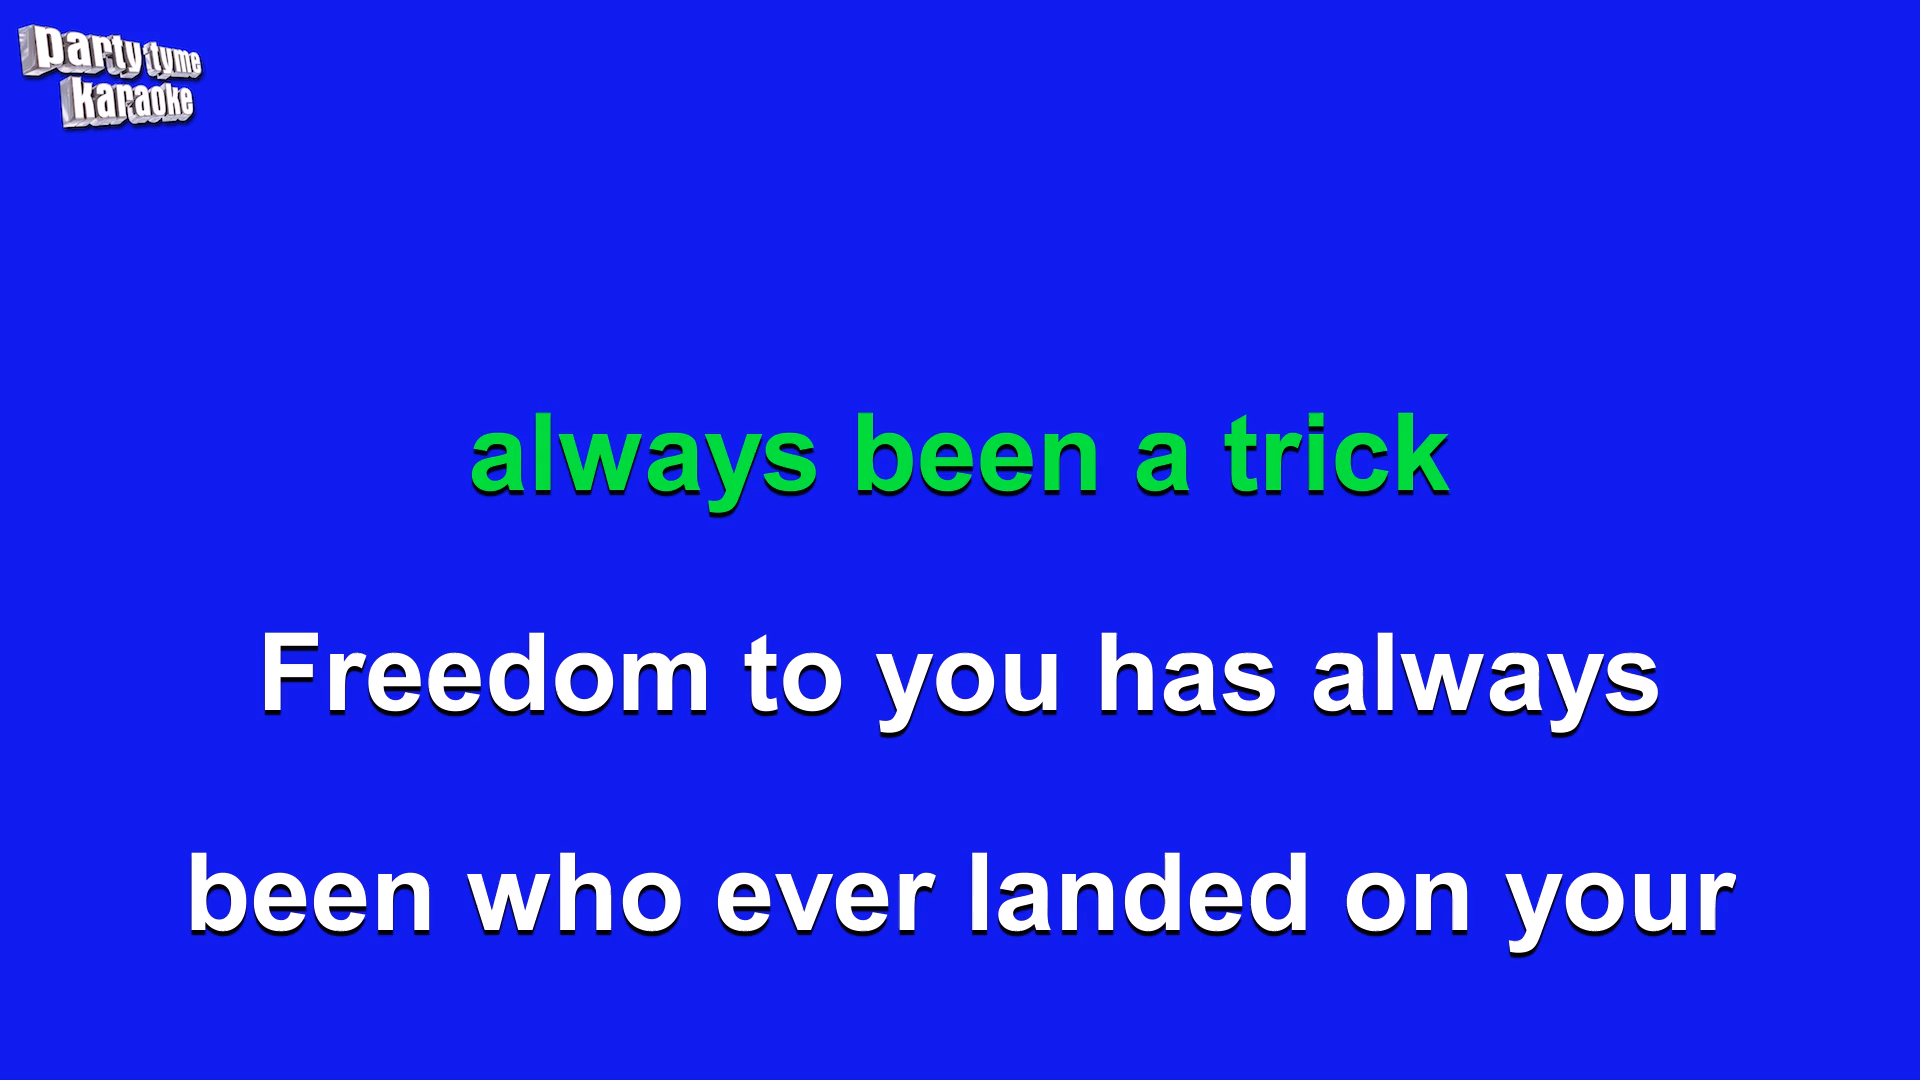 party tyme
karaoke
always been a trick
Freedom to you has always
been who ever landed on your